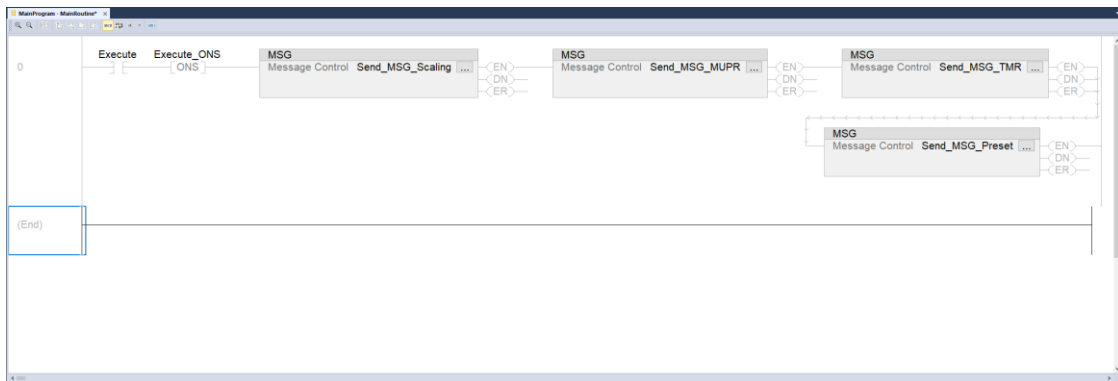 MainProgram - MainRoutine*
Execute Execute_ONS MSG MSG MSG
0 ONS Message Control Send_MSG_Scaling ... EN Message Control Send_MSG_MUPR ... EN Message Control Send_MSG_TMR ... EN
DN DN DN
ER ER ER
MSG
Message Control Send_MSG_Preset ... EN
DN
ER
(End)